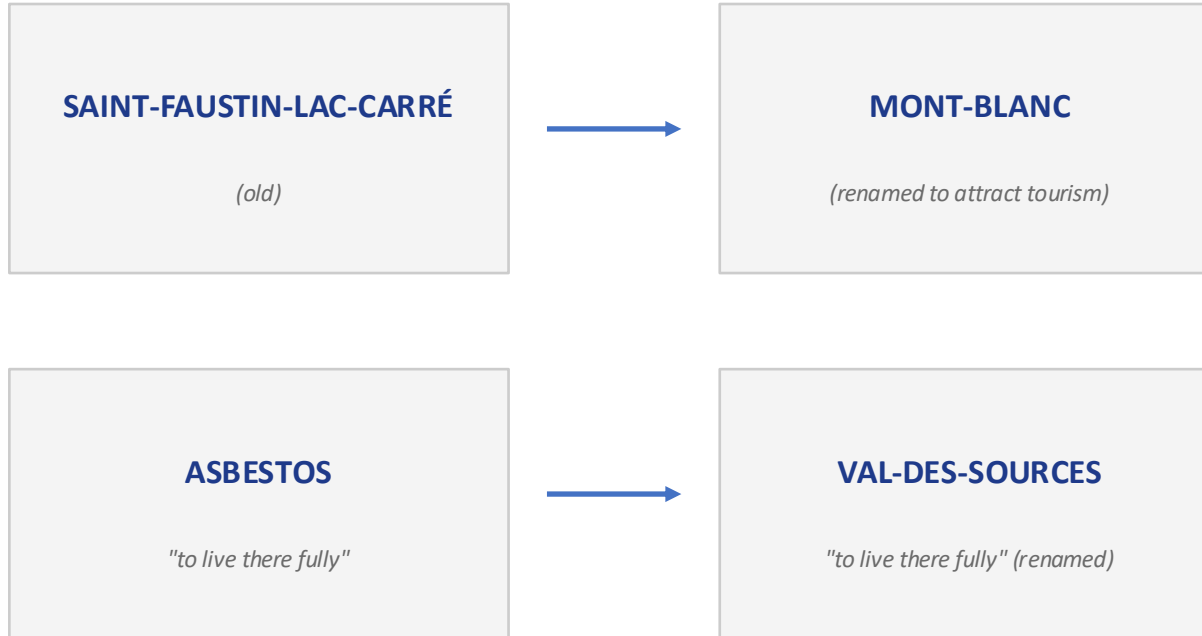 SAINT-FAUSTIN-LAC-CARRÉ
(old)
MONT-BLANC
(renamed to attract tourism)
ASBESTOS
"to live there fully"
VAL-DES-SOURCES
"to live there fully" (renamed)